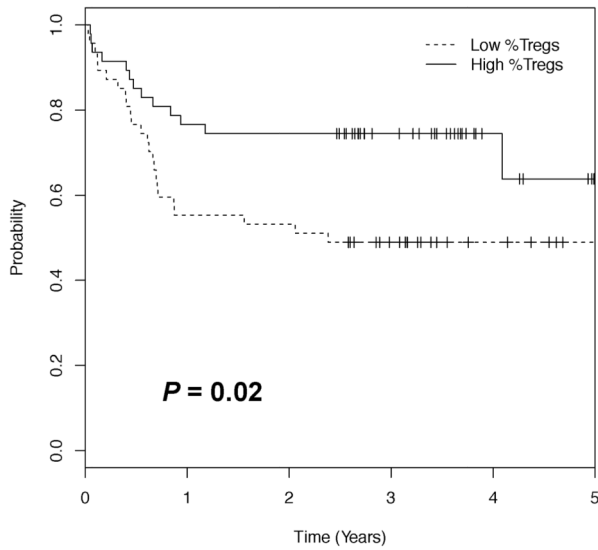 1.0
0.8
0.6
0.4
0.2
0.0
Probability
Low %Tregs
High %Tregs
P = 0.02
0 1 2 3 4 5
Time (Years)